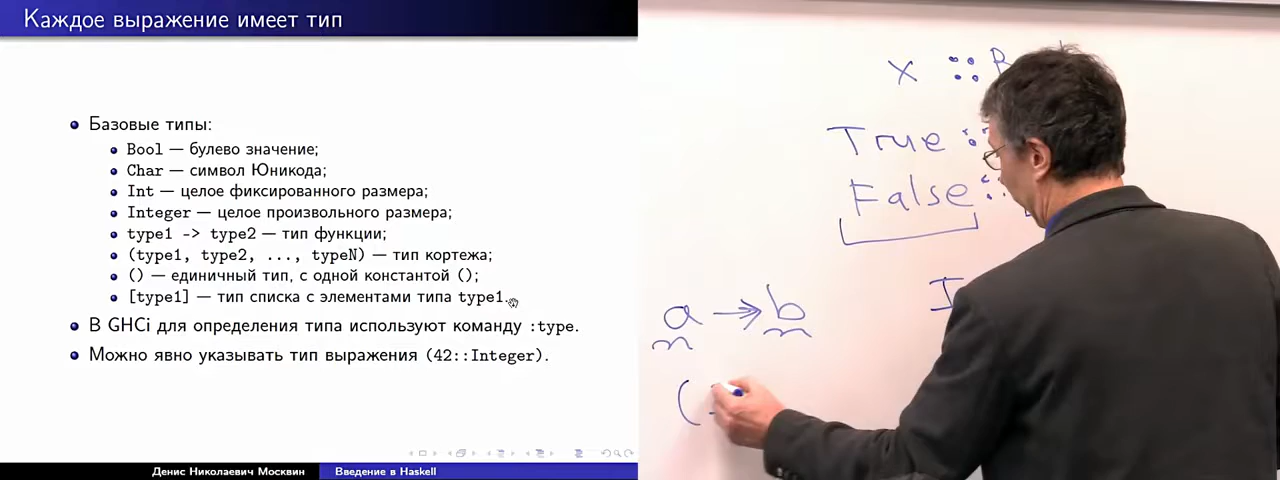 Каждое выражение имеет тип
Базовые типы:
Bool — булево значение;
Char — символ Юникода;
Int — целое фиксированного размера;
Integer — целое произвольного размера;
type1 -> type2 — тип функции;
(type1, type2, ..., typeN) — тип кортежа;
() — единичный тип, с одной константой ();
[type1] — тип списка с элементами типа type1.
В GHCi для определения типа используют команду :type.
Можно явно указывать тип выражения (42::Integer).
Денис Николаевич Москвин Введение в Haskell
X ::
True ::
False ::
a → b
(